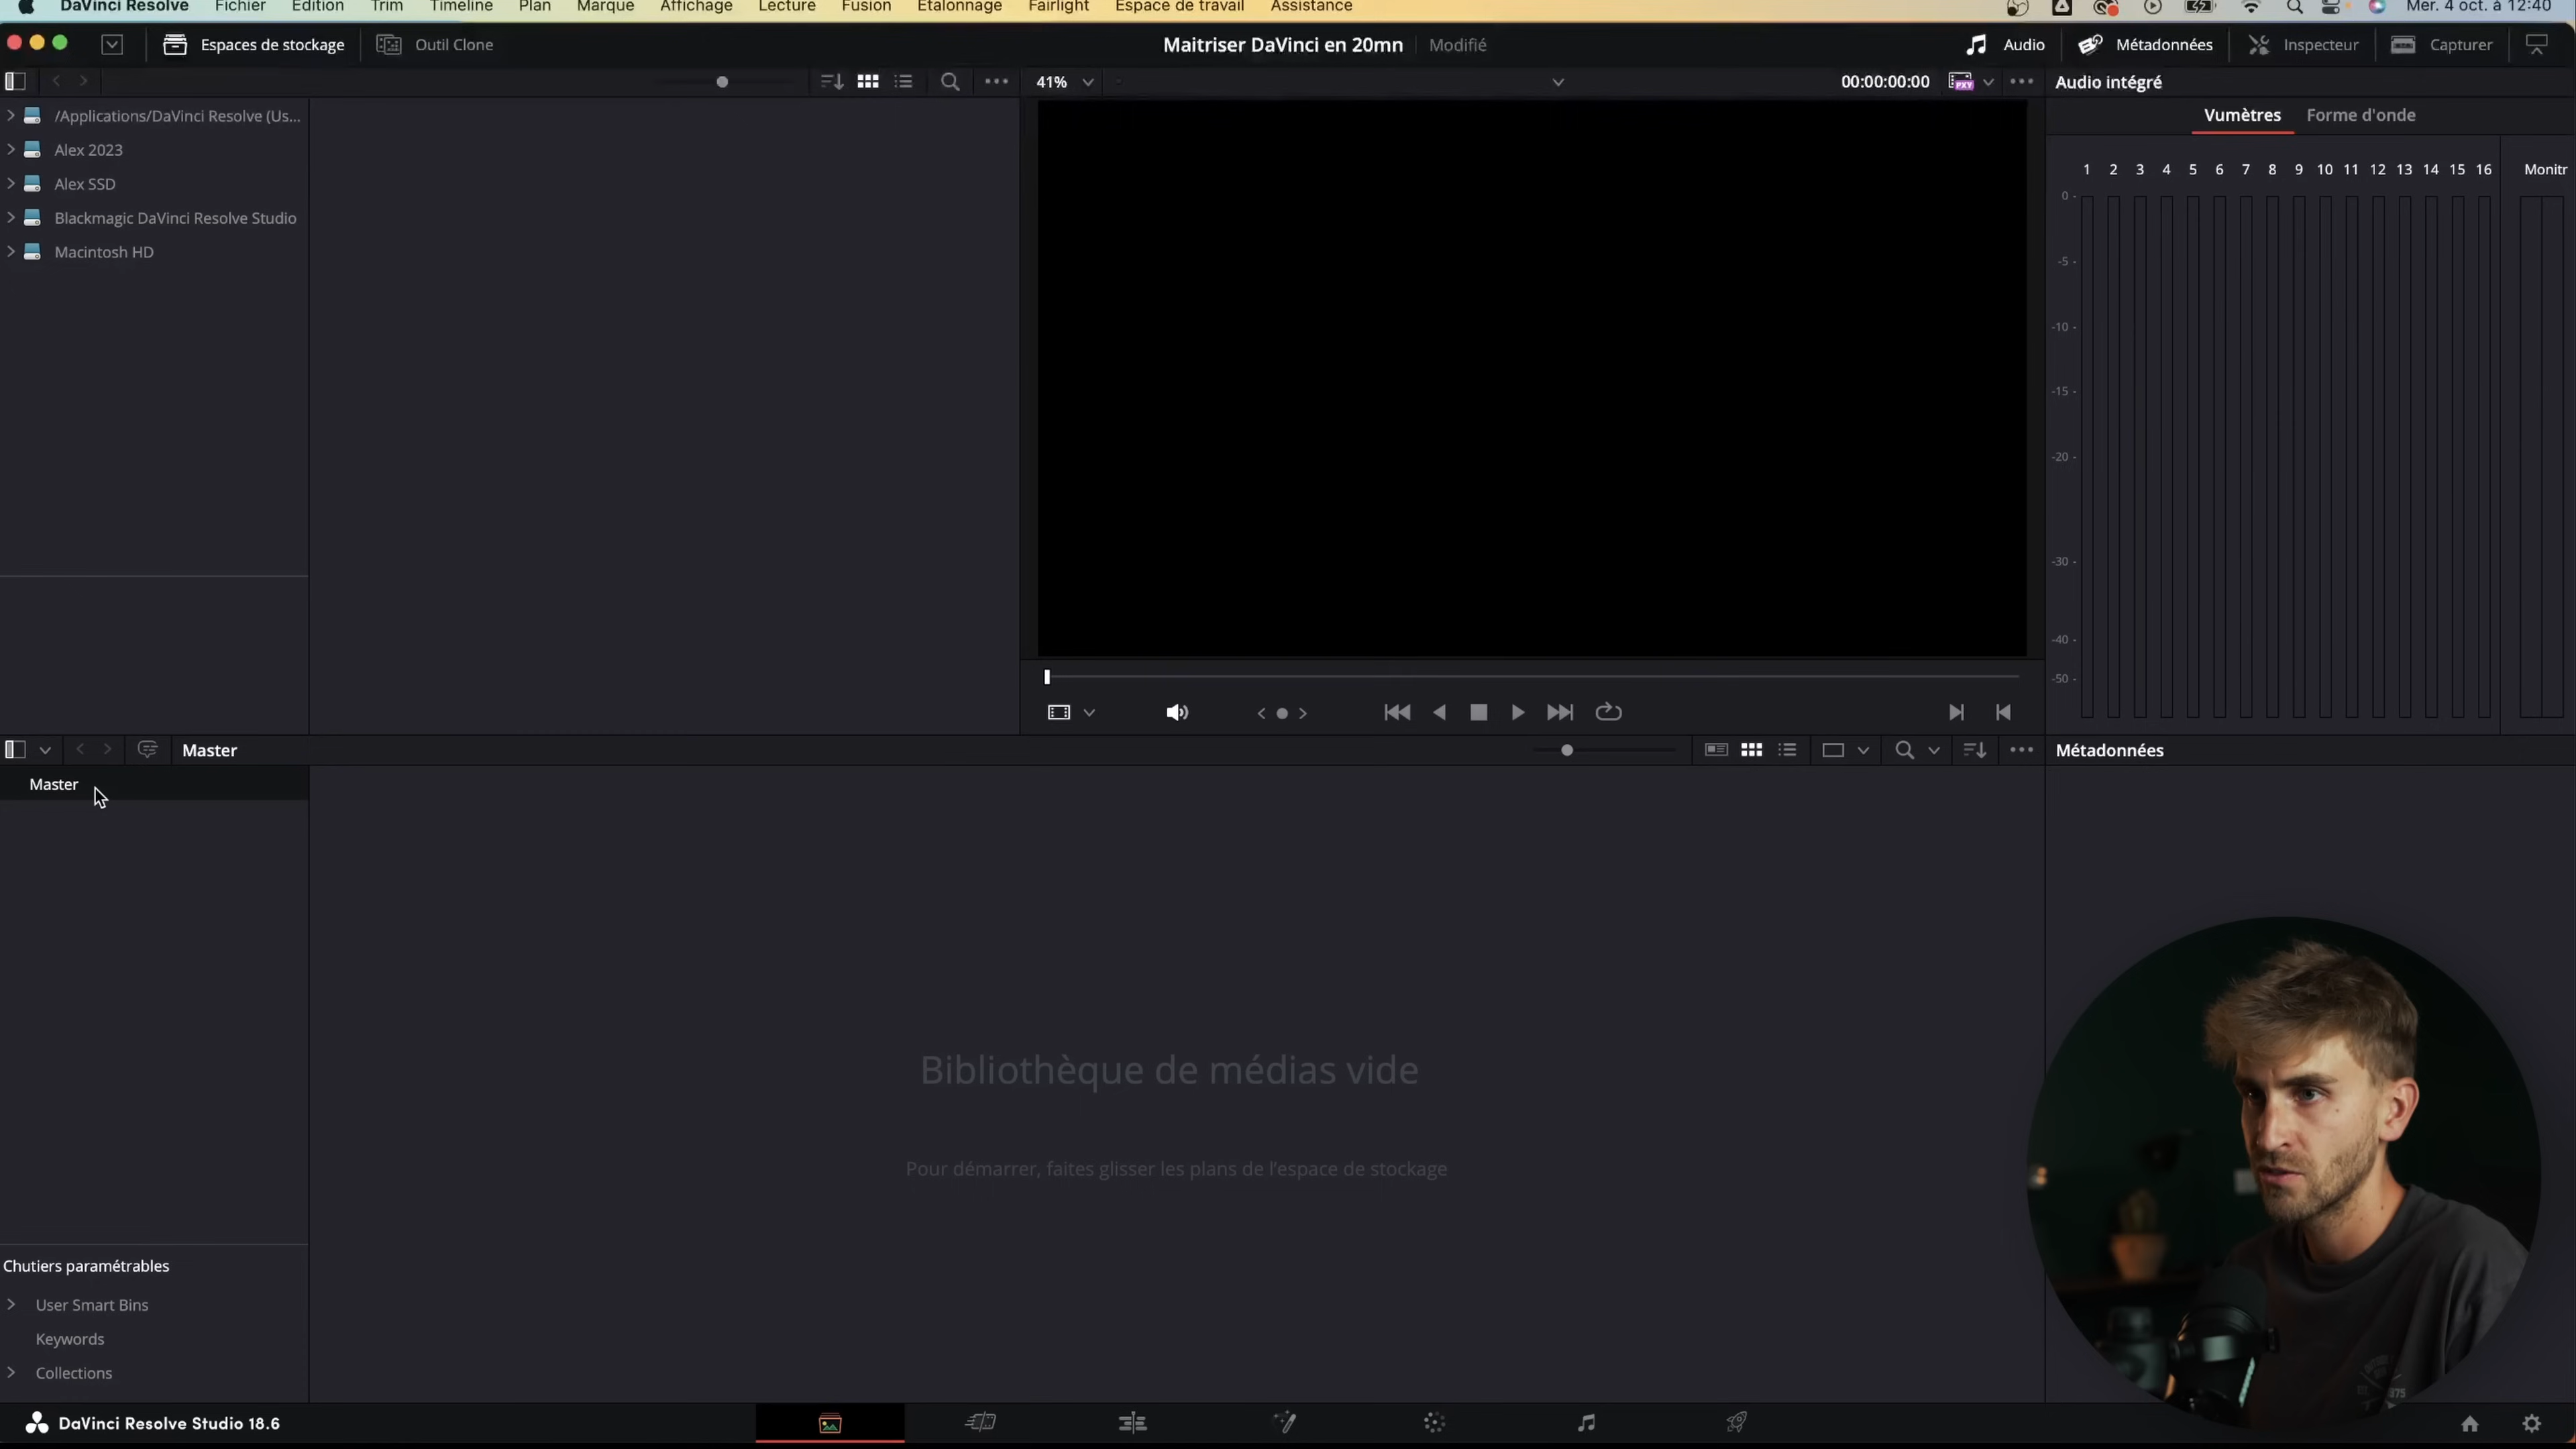 DaVinci Resolve Fichier Edition Trim Timeline Plan Marque Affichage Lecture Fusion Etalonnage Fairlight Espace de travail Assistance Mer. 4 oct. à 12:40
Espaces de stockage Outil Clone Maitriser DaVinci en 20mn Modifié Audio Métadonnées Inspecteur Capturer
41% 00:00:00:00 PXY Audio intégré
/Applications/DaVinci Resolve (Us...
Alex 2023
Alex SSD
Blackmagic DaVinci Resolve Studio
Macintosh HD
Vumètres Forme d'onde
1 2 3 4 5 6 7 8 9 10 11 12 13 14 15 16 Monitr
0 -
-5 -
-10 -
-15 -
-20 -
-30 -
-40 -
-50 -
Master Métadonnées
Master
Bibliothèque de médias vide
Pour démarrer, faites glisser les plans de l'espace de stockage
Chutiers paramétrables
User Smart Bins
Keywords
Collections
DaVinci Resolve Studio 18.6